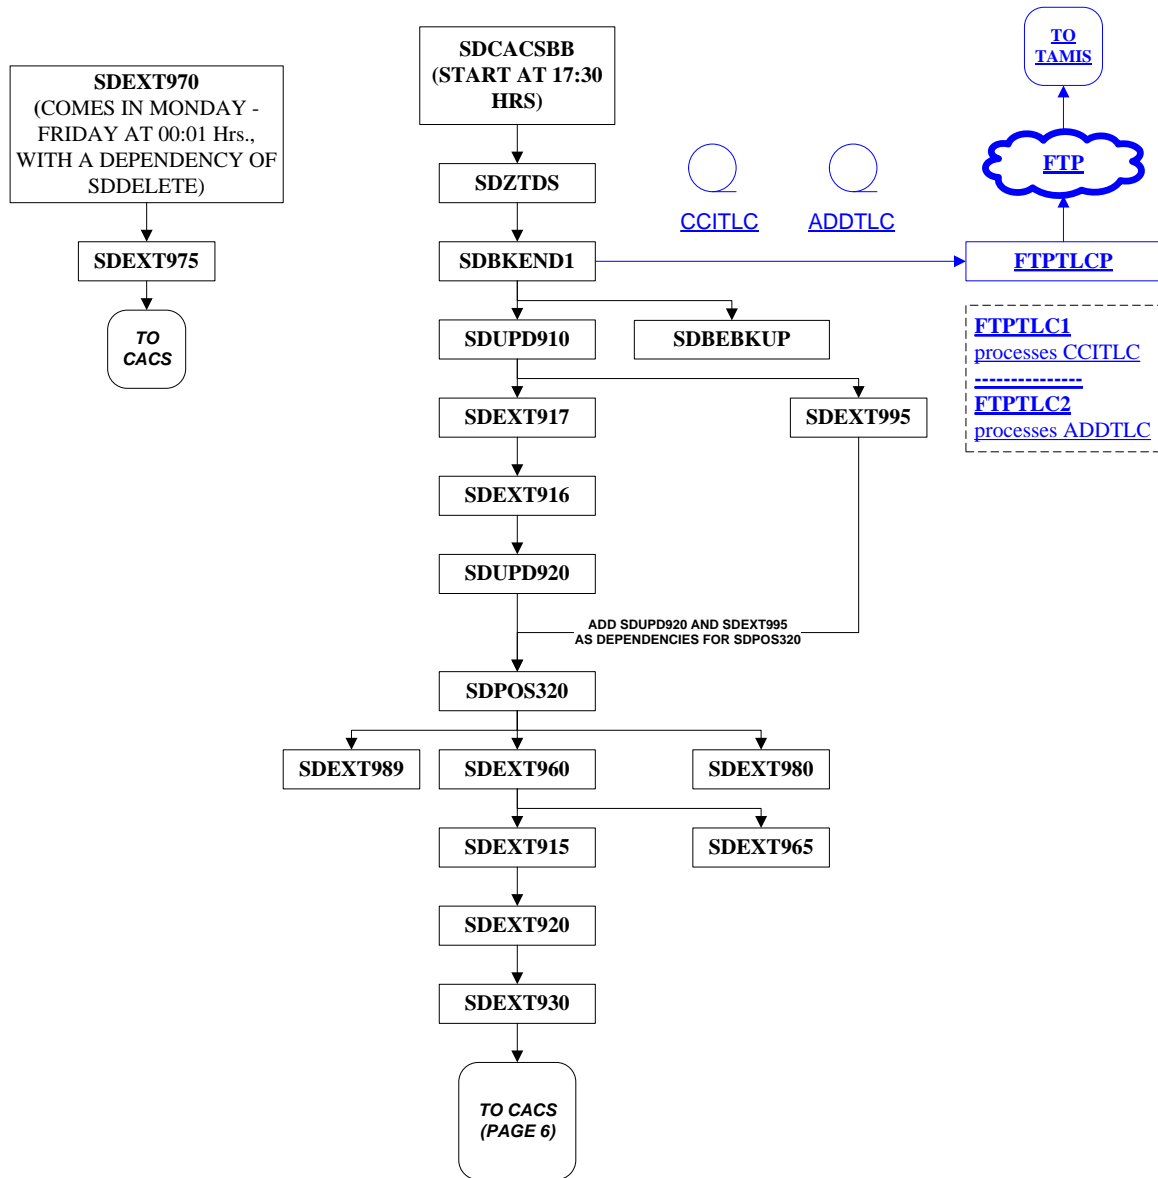 SDEXT970
(COMES IN MONDAY -
FRIDAY AT 00:01 Hrs.,
WITH A DEPENDENCY OF
SDDELETE)
SDEXT975
TO
CACS
SDCACSBB
(START AT 17:30
HRS)
SDZTDS
SDBKEND1
SDUPD910
SDBEBKUP
SDEXT917
SDEXT995
SDEXT916
SDUPD920
ADD SDUPD920 AND SDEXT995
AS DEPENDENCIES FOR SDPOS320
SDPOS320
SDEXT989
SDEXT960
SDEXT980
SDEXT915
SDEXT965
SDEXT920
SDEXT930
TO CACS
(PAGE 6)
CCITLC
ADDTLC
TO
TAMIS
FTP
FTPTLCP
FTPTLC1
processes CCITLC
---------------
FTPTLC2
processes ADDTLC